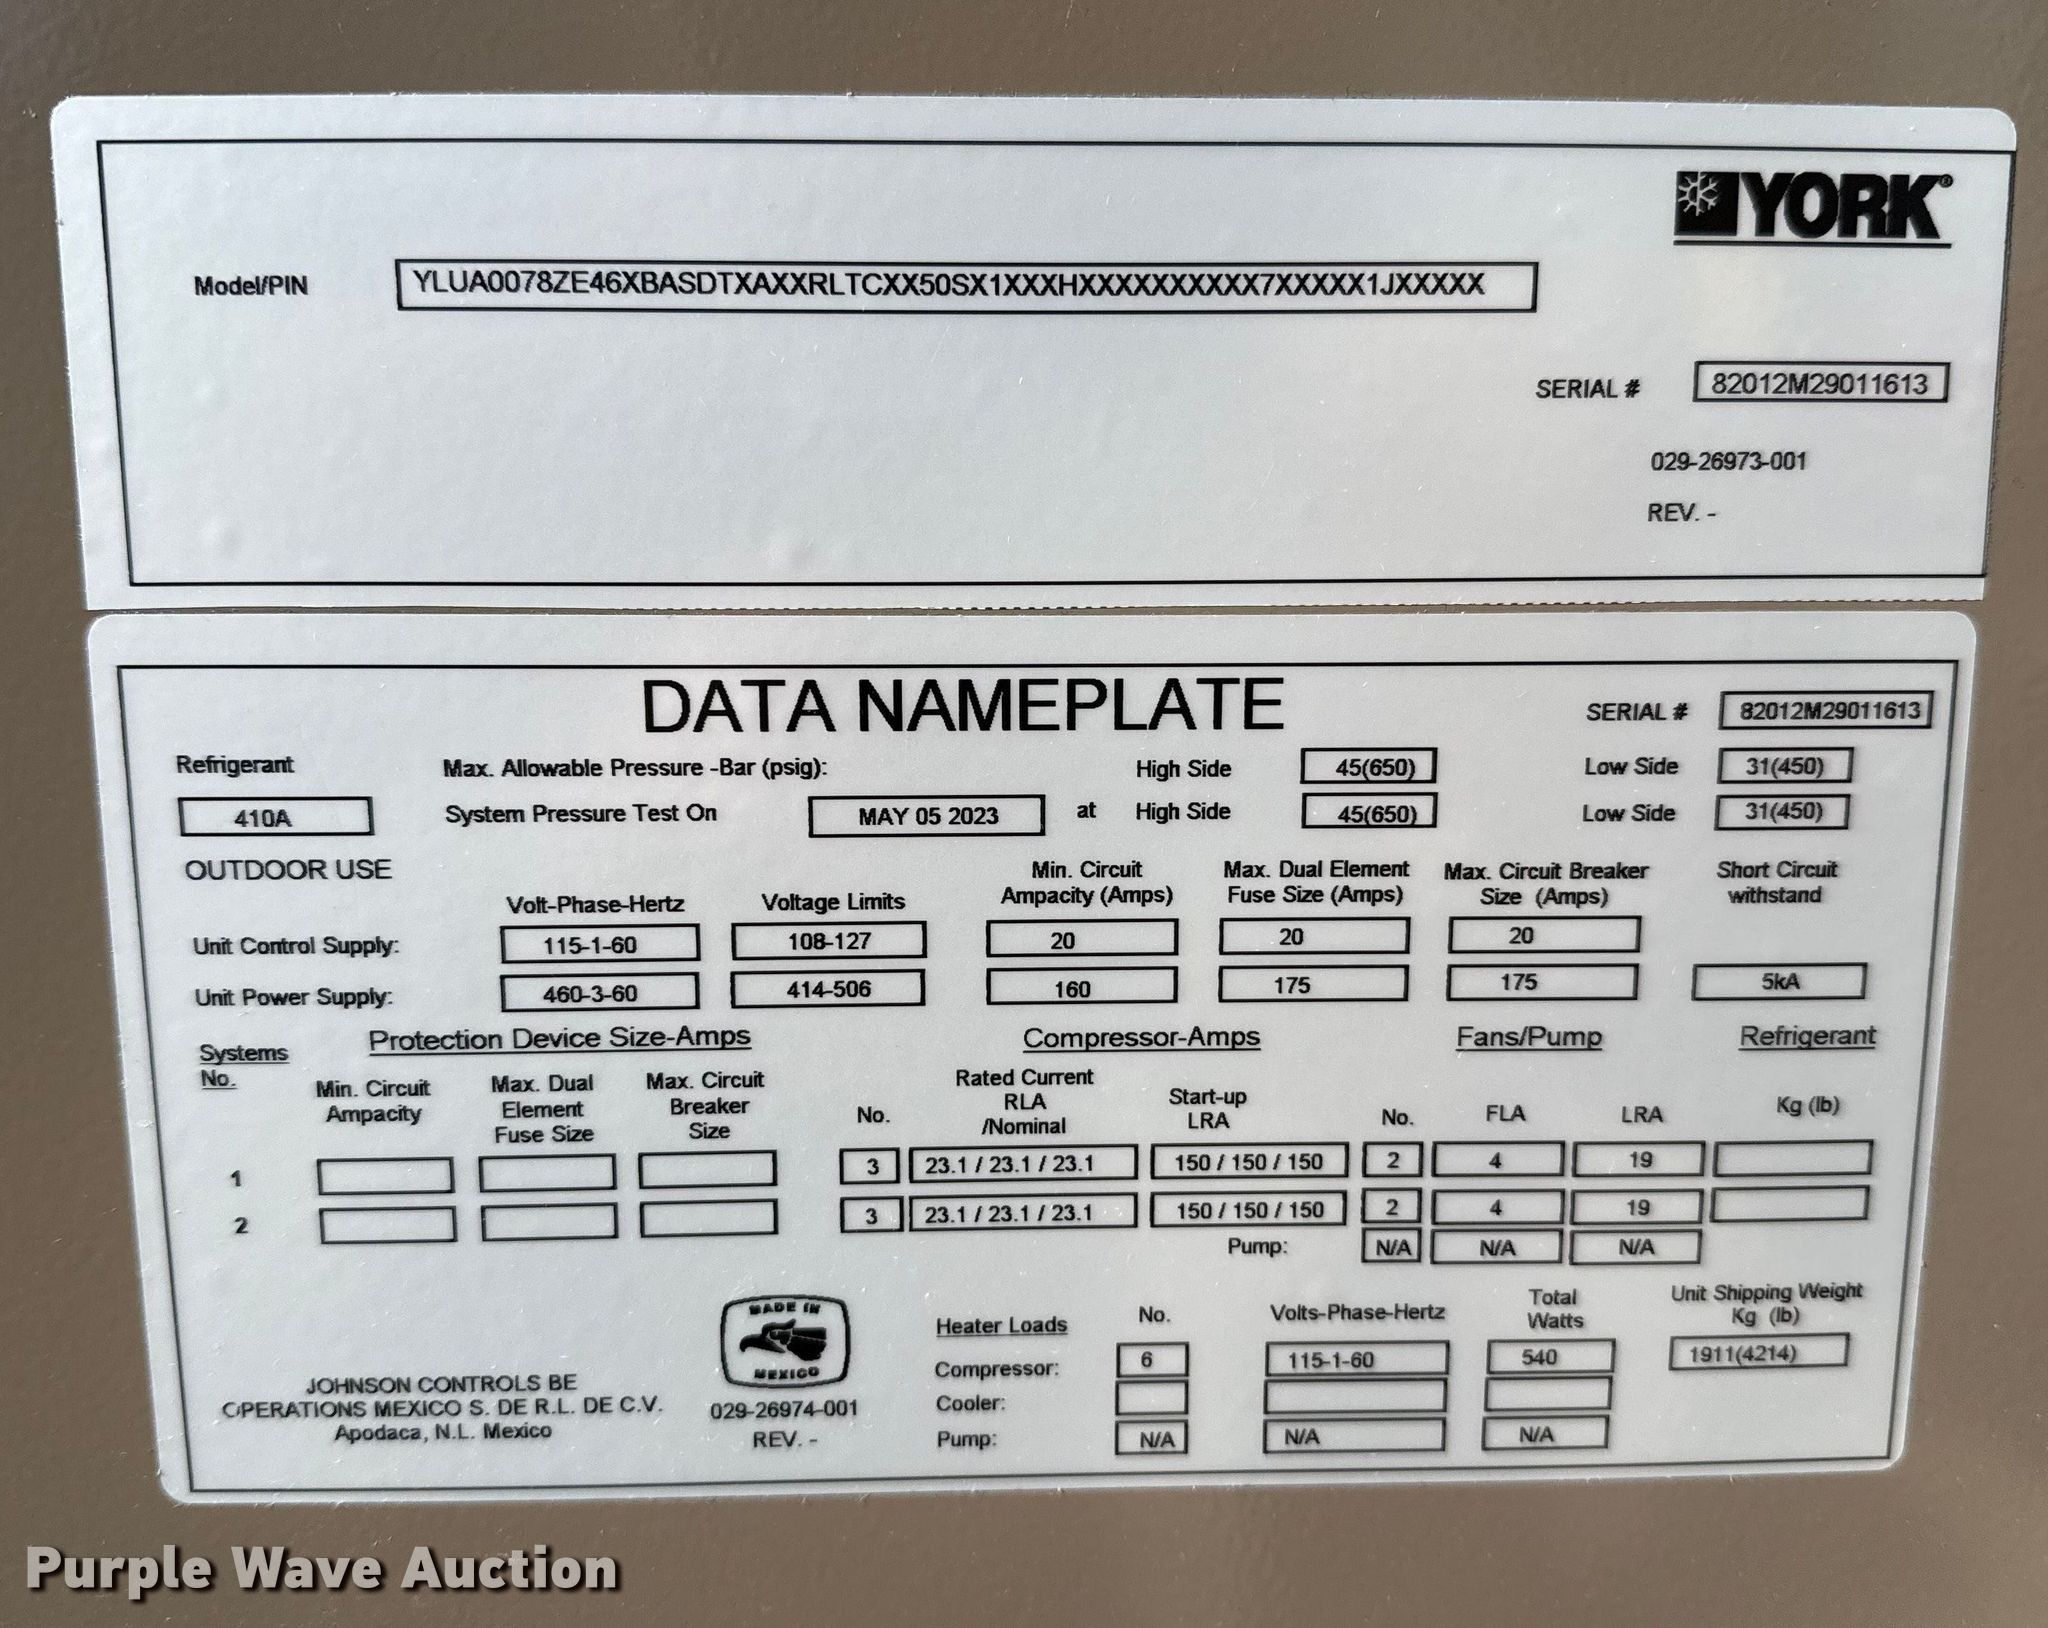 YORK®
Model/PIN YLUA0078ZE46XBASDTXAXXRLTCXX50SX1XXXHXXXXXXXXXX7XXXXX1JXXXXX
SERIAL # 82012M29011613
029-26973-001
REV. -
DATA NAMEPLATE
SERIAL # 82012M29011613
Refrigerant Max. Allowable Pressure -Bar (psig): High Side 45(650) Low Side 31(450)
410A System Pressure Test On MAY 05 2023 at High Side 45(650) Low Side 31(450)
OUTDOOR USE
Volt-Phase-Hertz Voltage Limits Min. Circuit Ampacity (Amps) Max. Dual Element Fuse Size (Amps) Max. Circuit Breaker Size (Amps) Short Circuit withstand
Unit Control Supply: 115-1-60 108-127 20 20 20
Unit Power Supply: 460-3-60 414-506 160 175 175 5kA
Systems No. Protection Device Size-Amps Compressor-Amps Fans/Pump Refrigerant
Min. Circuit Ampacity Max. Dual Element Fuse Size Max. Circuit Breaker Size No. Rated Current RLA /Nominal Start-up LRA No. FLA LRA Kg (lb)
1 3 23.1 / 23.1 / 23.1 150 / 150 / 150 2 4 19
2 3 23.1 / 23.1 / 23.1 150 / 150 / 150 2 4 19
Pump: N/A N/A N/A
Heater Loads No. Volts-Phase-Hertz Total Watts Unit Shipping Weight Kg (lb)
Compressor: 6 115-1-60 540 1911(4214)
Cooler:
Pump: N/A N/A N/A
MADE IN
MEXICO
029-26974-001
REV. -
JOHNSON CONTROLS BE
OPERATIONS MEXICO S. DE R.L. DE C.V.
Apodaca, N.L. Mexico
Purple Wave Auction